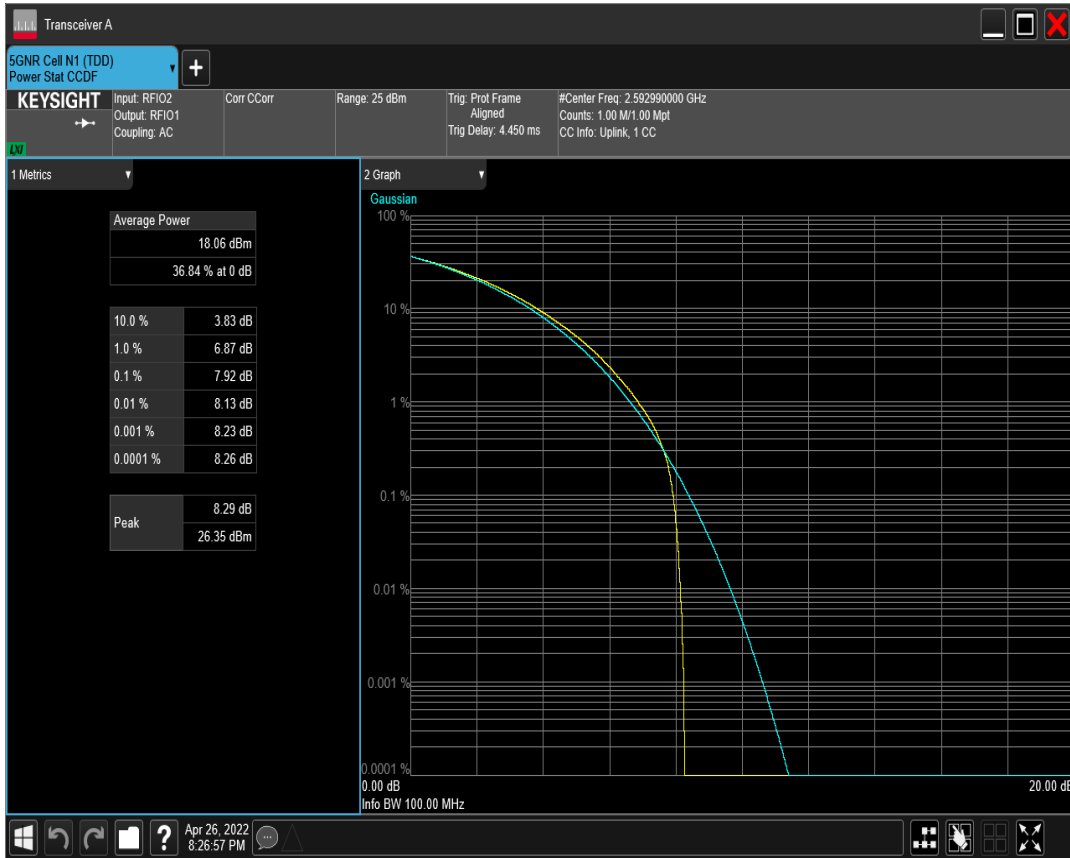 Transceiver A
5GNR Cell N1 (TDD)
Power Stat CCDF
KEYSIGHT
LXI
Input: RFIO2
Output: RFIO1
Coupling: AC
Corr CCorr
Range: 25 dBm
Trig: Prot Frame
Aligned
Trig Delay: 4.450 ms
#Center Freq: 2.592990000 GHz
Counts: 1.00 M/1.00 Mpt
CC Info: Uplink, 1 CC
1 Metrics
Average Power
18.06 dBm
36.84 % at 0 dB
10.0 % 3.83 dB
1.0 % 6.87 dB
0.1 % 7.92 dB
0.01 % 8.13 dB
0.001 % 8.23 dB
0.0001 % 8.26 dB
Peak 8.29 dB
26.35 dBm
2 Graph
Gaussian
100 %
10 %
1 %
0.1 %
0.01 %
0.001 %
0.0001 %
0.00 dB 20.00 dB
Info BW 100.00 MHz
Apr 26, 2022
8:26:57 PM